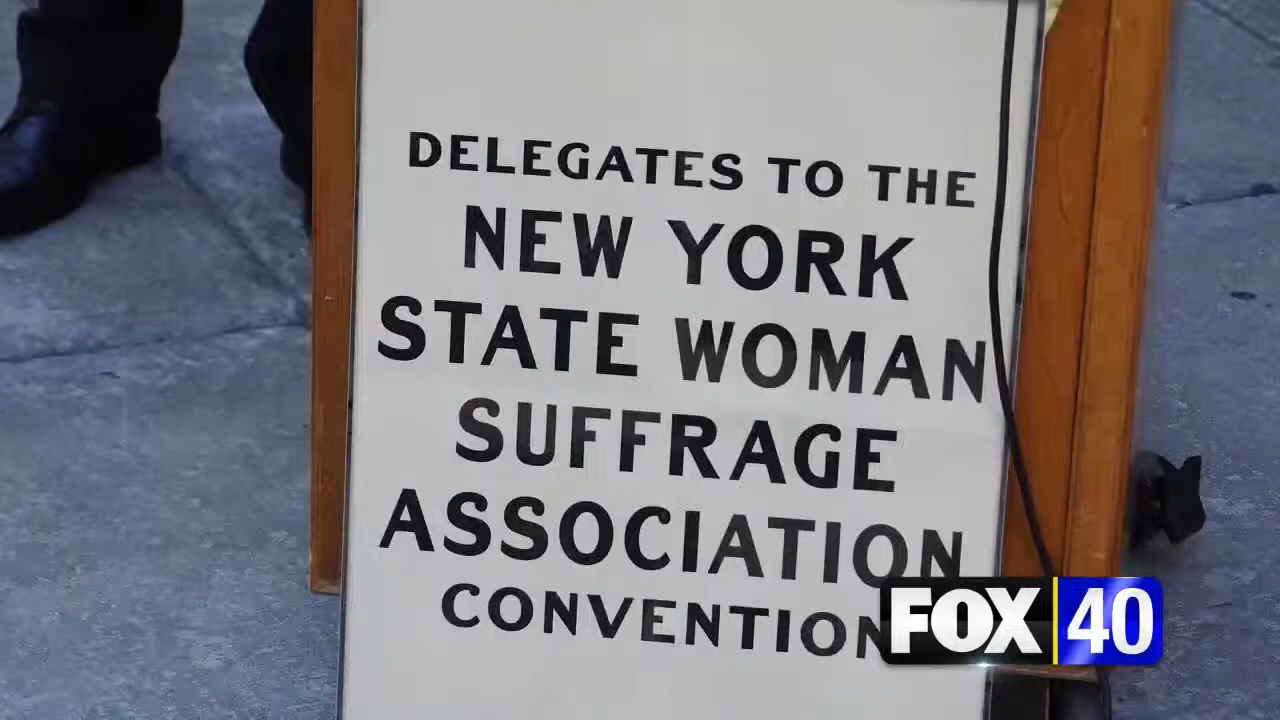 DELEGATES TO THE
NEW YORK
STATE WOMAN
SUFFRAGE
ASSOCIATION
CONVENTION
FOX 40